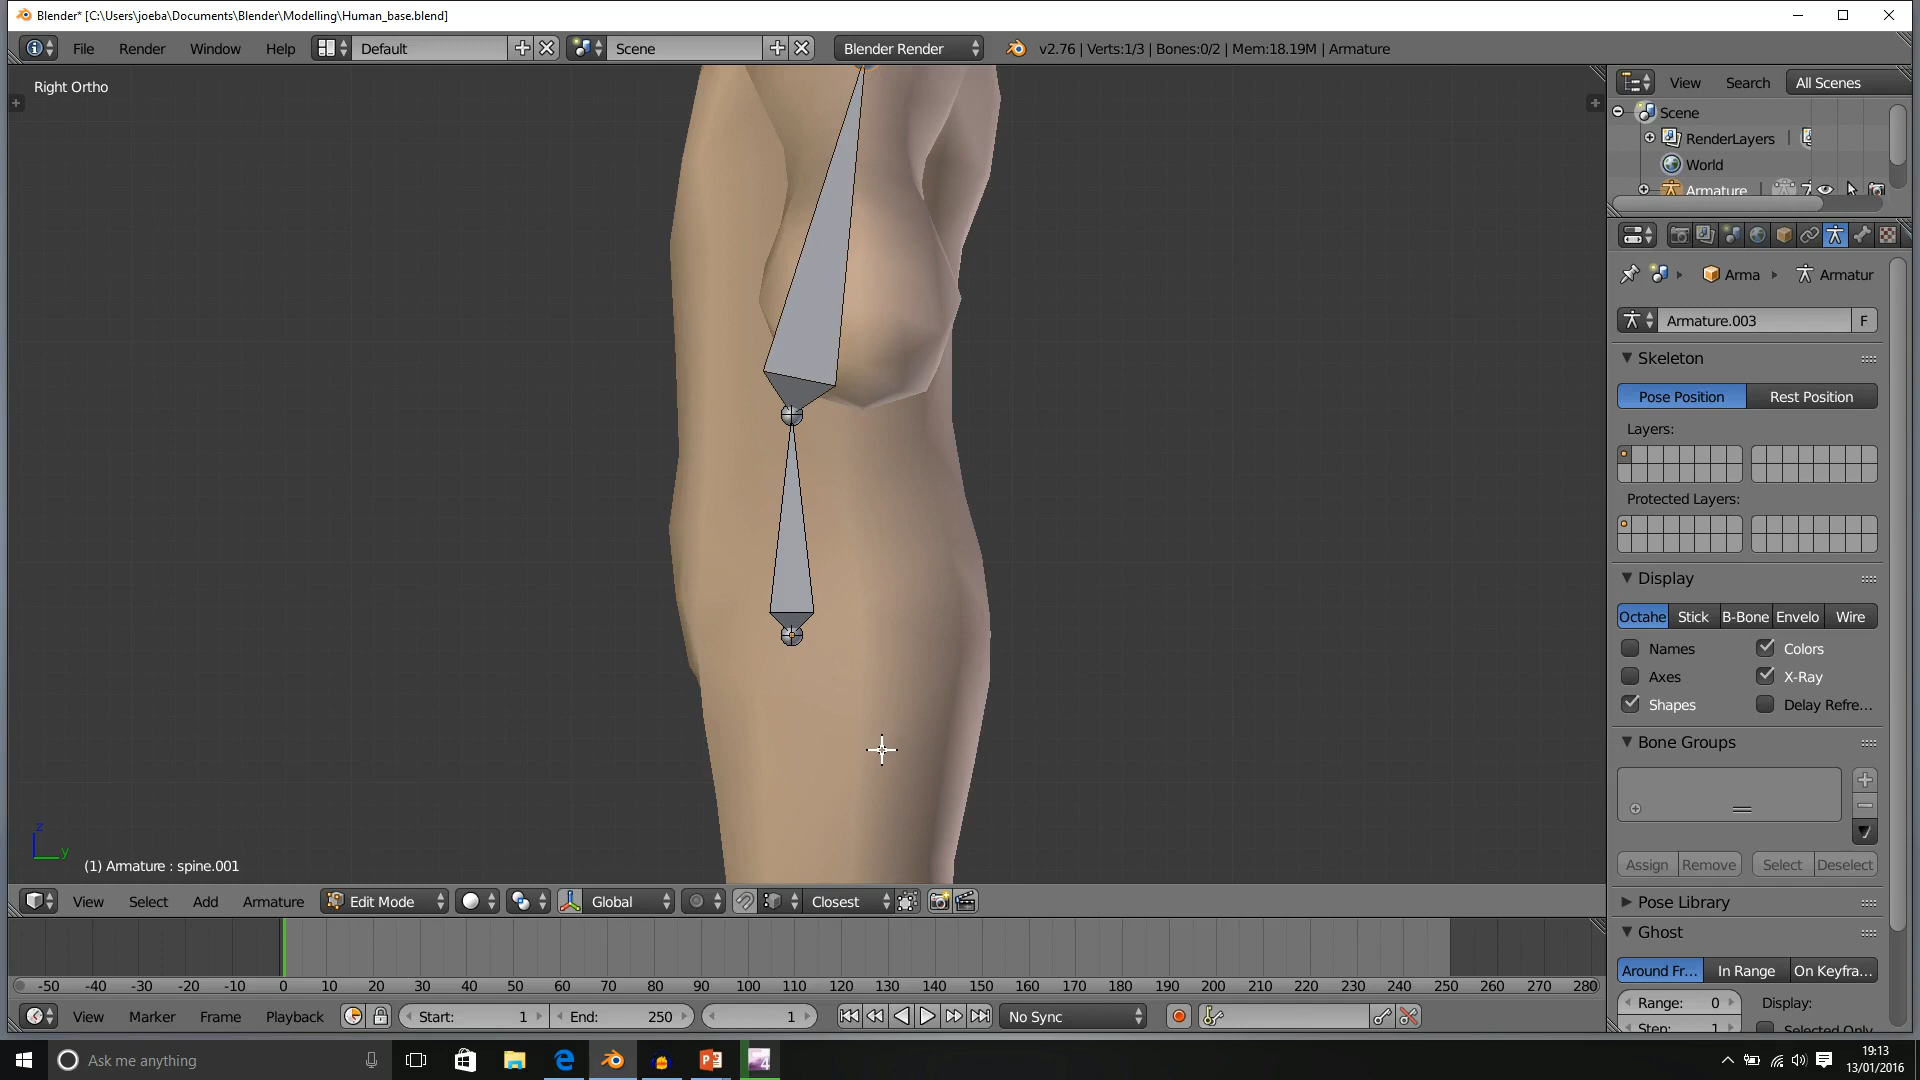 Blender* [C:\Users\joeba\Documents\Blender\Modelling\Human_base.blend]
File Render Window Help Default Scene Blender Render v2.76 | Verts:1/3 | Bones:0/2 | Mem:18.19M | Armature
Right Ortho
View Search All Scenes
Scene
RenderLayers
World
Armature
Arma Armatur
Armature.003 F
Skeleton
Pose Position Rest Position
Layers:
Protected Layers:
Display
Octahe Stick B-Bone Envelo Wire
Names Colors
Axes X-Ray
Shapes Delay Refre...
Bone Groups
Assign Remove Select Deselect
Pose Library
Ghost
Around Fr... In Range On Keyfra...
Range: 0 Display:
Step: 1 Selected Only
z
y
(1) Armature : spine.001
View Select Add Armature Edit Mode Global Closest
-50 -40 -30 -20 -10 0 10 20 30 40 50 60 70 80 90 100 110 120 130 140 150 160 170 180 190 200 210 220 230 240 250 260 270 280
View Marker Frame Playback Start: 1 End: 250 1 No Sync
Ask me anything
19:13
13/01/2016